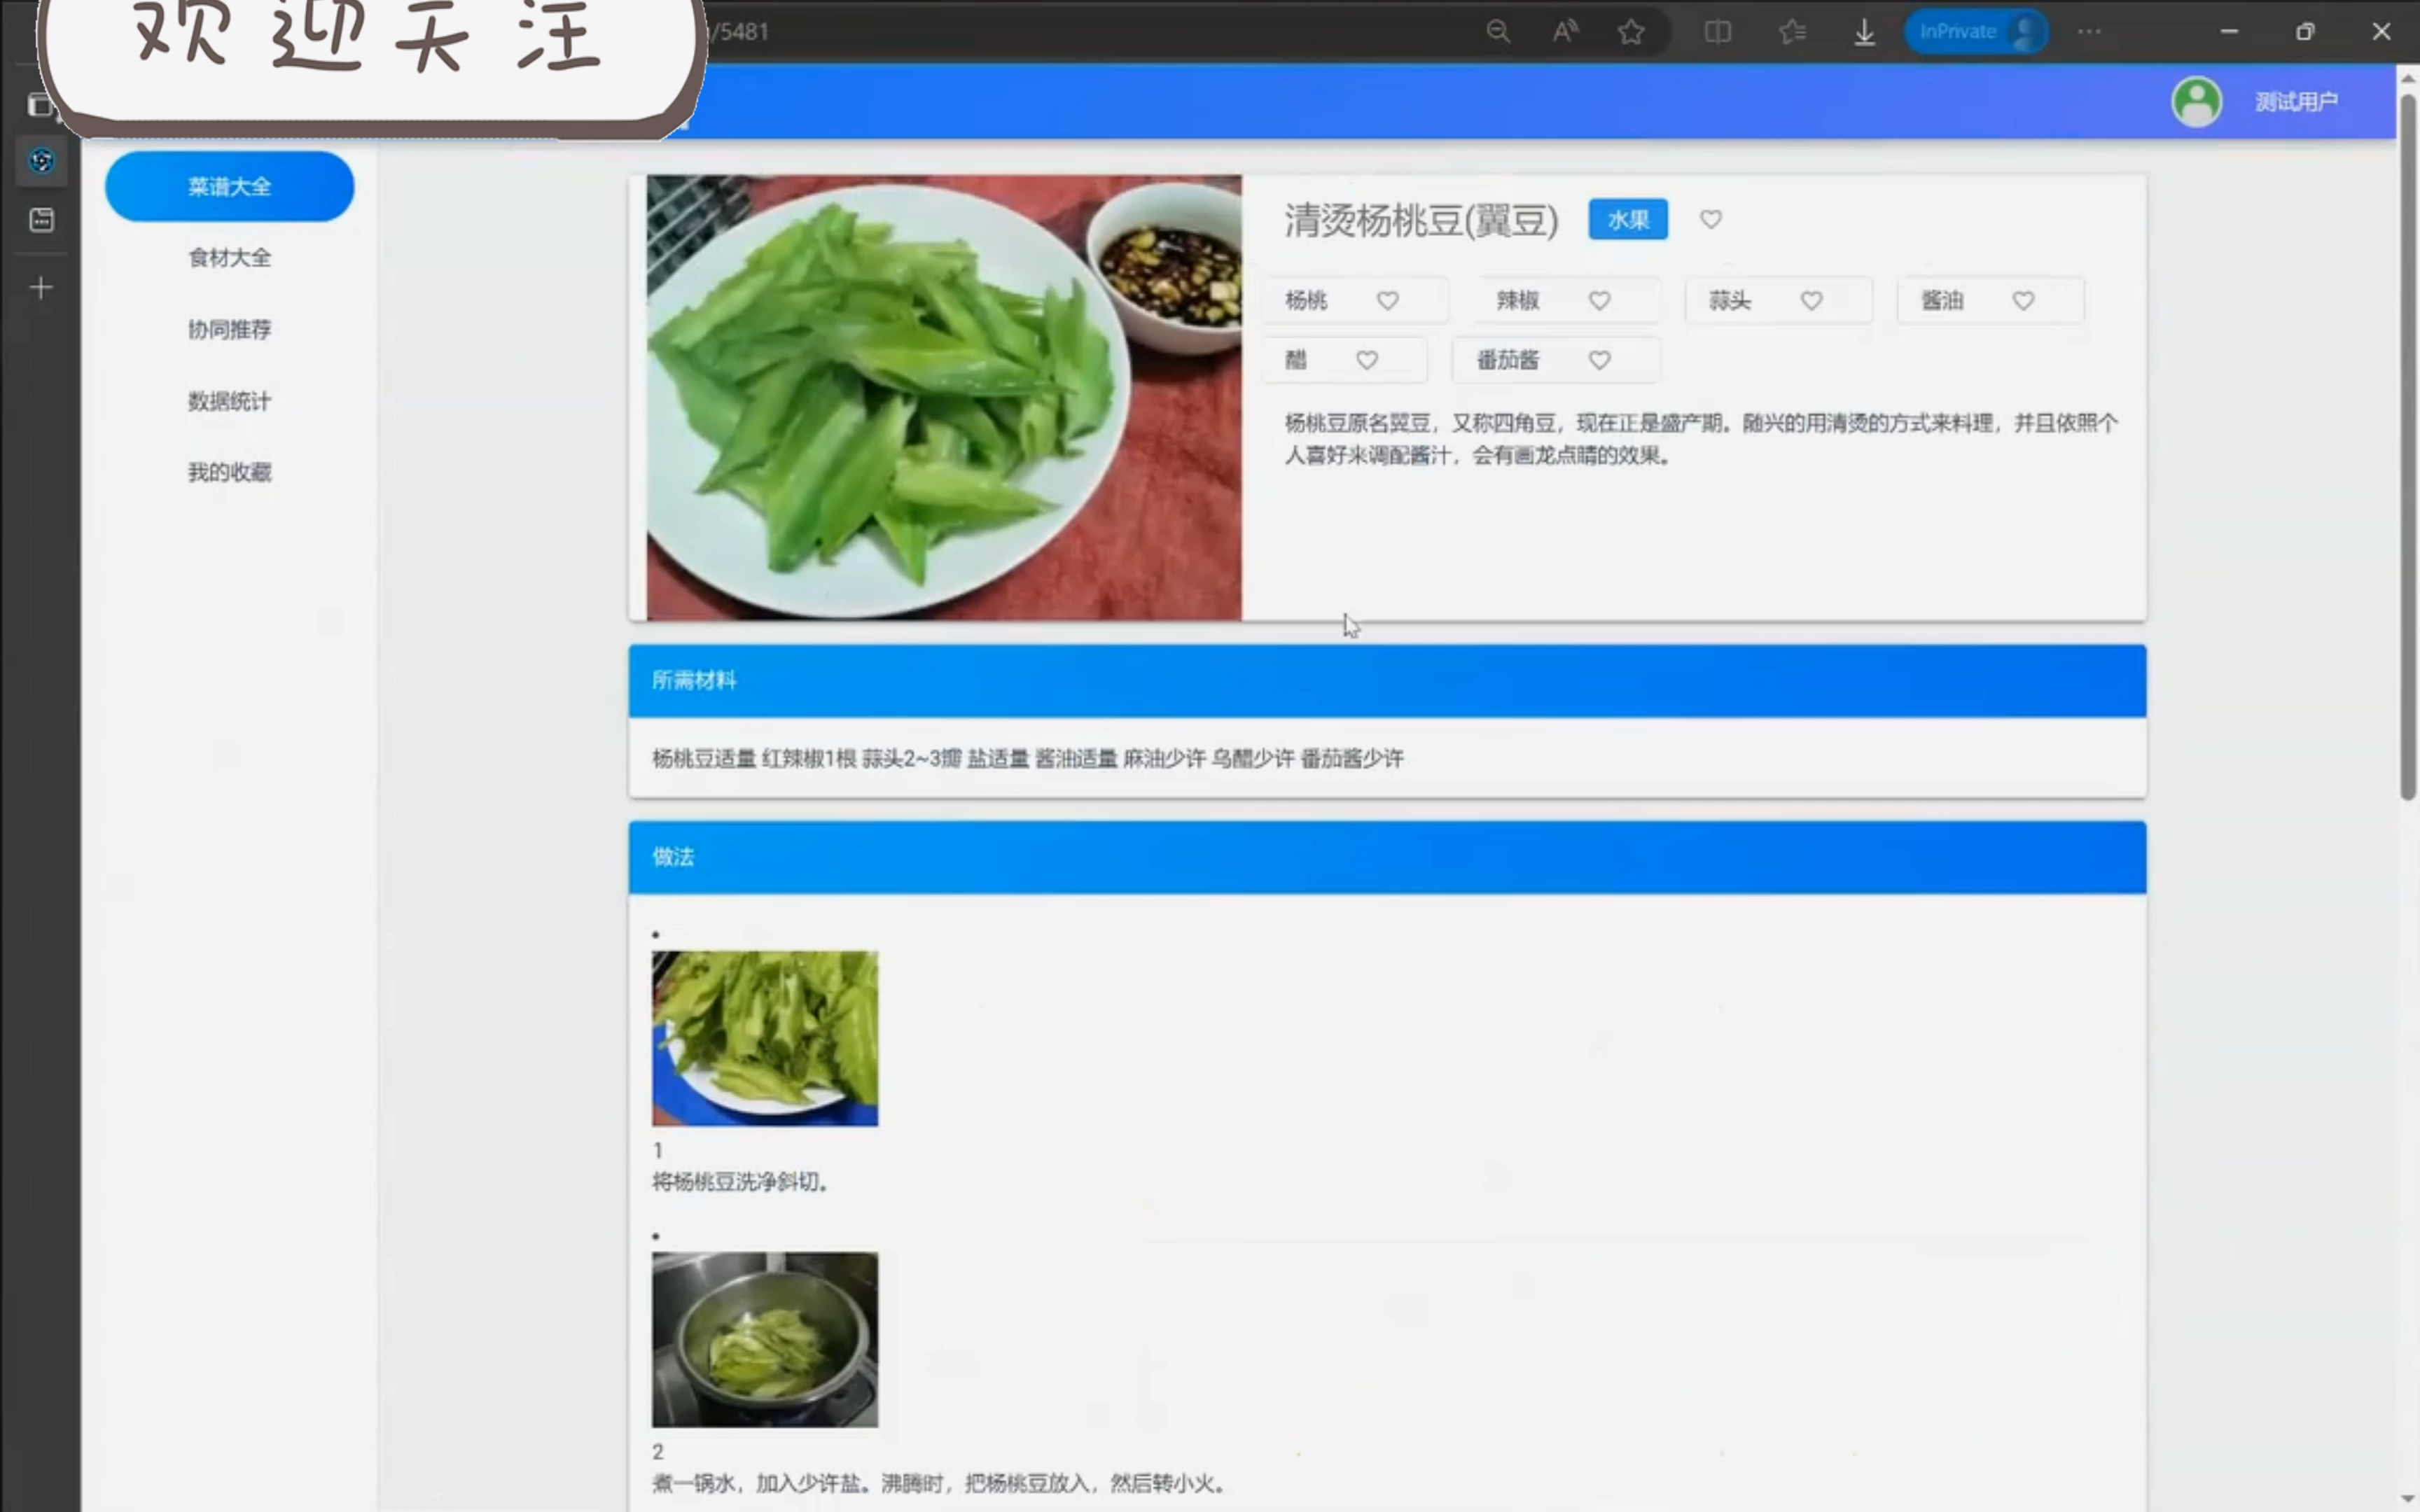 欢迎关注
/5481
InPrivate
测试用户
菜谱大全
食材大全
协同推荐
数据统计
我的收藏
清烫杨桃豆(翼豆)
水果
杨桃
辣椒
蒜头
酱油
醋
番茄酱
杨桃豆原名翼豆，又称四角豆，现在正是盛产期。随兴的用清烫的方式来料理，并且依照个
人喜好来调配酱汁，会有画龙点睛的效果。
所需材料
杨桃豆适量 红辣椒1根 蒜头2~3瓣 盐适量 酱油适量 麻油少许 乌醋少许 番茄酱少许
做法
1
将杨桃豆洗净斜切。
2
煮一锅水，加入少许盐。沸腾时，把杨桃豆放入，然后转小火。